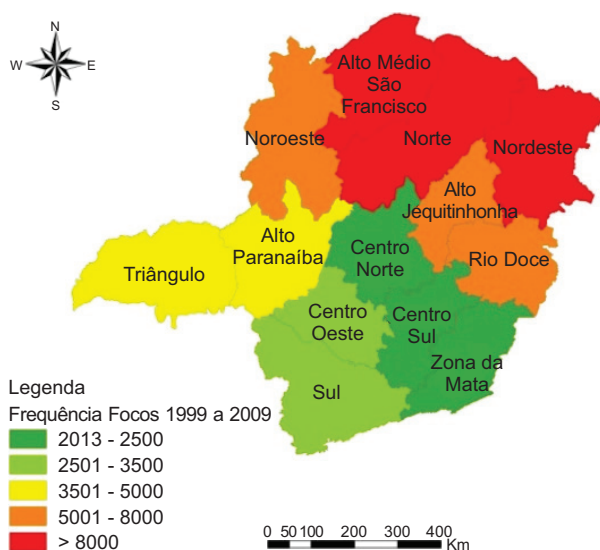 N
W E
S
Alto Médio
São
Francisco
Noroeste
Norte
Nordeste
Alto
Jequitinhonha
Alto
Paranaíba
Centro
Norte
Triângulo
Rio Doce
Centro
Oeste
Centro
Sul
Zona da
Mata
Sul
Legenda
Frequência Focos 1999 a 2009
2013 - 2500
2501 - 3500
3501 - 5000
5001 - 8000
> 8000
0 50 100 200 300 400
Km